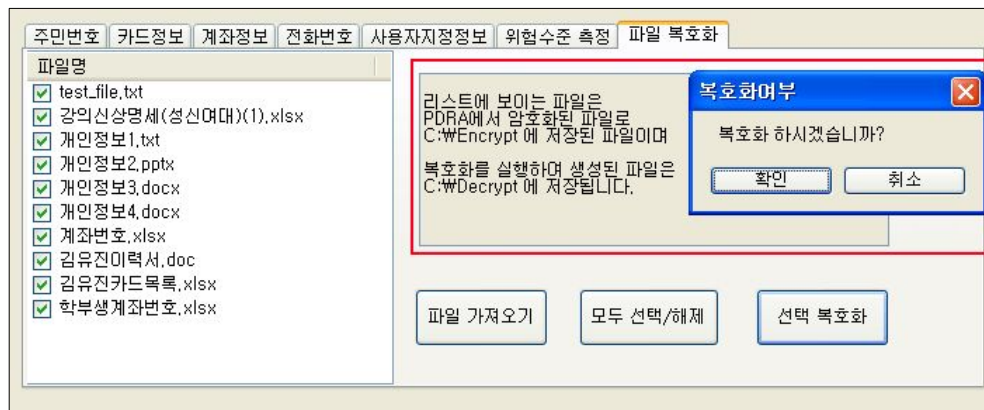 주민번호 카드정보 계좌정보 전화번호 사용자지정정보 위험수준 측정 파일 복호화
파일명
test_file.txt
강의신상명세(성신여대)(1).xlsx
개인정보1.txt
개인정보2.pptx
개인정보3.docx
개인정보4.docx
계좌번호.xlsx
김유진이력서.doc
김유진카드목록.xlsx
학부생계좌번호.xlsx
리스트에 보이는 파일은
PDRA에서 암호화된 파일로
C:₩Encrypt 에 저장된 파일이며
복호화를 실행하여 생성된 파일은
C:₩Decrypt 에 저장됩니다.
복호화여부
복호화 하시겠습니까?
확인 취소
파일 가져오기 모두 선택/해제 선택 복호화